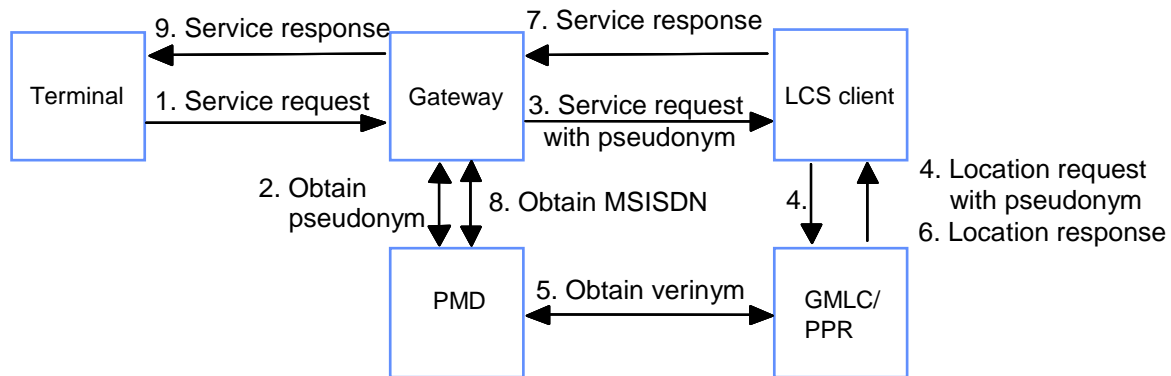 9. Service response
7. Service response
Terminal
1. Service request
Gateway
3. Service request
with pseudonym
LCS client
2. Obtain
pseudonym
8. Obtain MSISDN
4.
4. Location request
with pseudonym
6. Location response
PMD
5. Obtain verinym
GMLC/
PPR